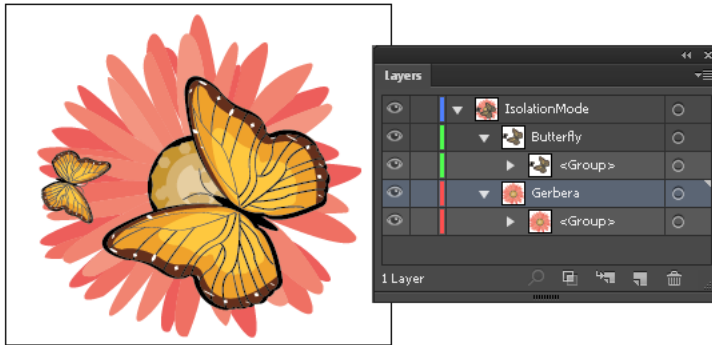 Layers
IsolationMode
Butterfly
<Group>
Gerbera
<Group>
1 Layer